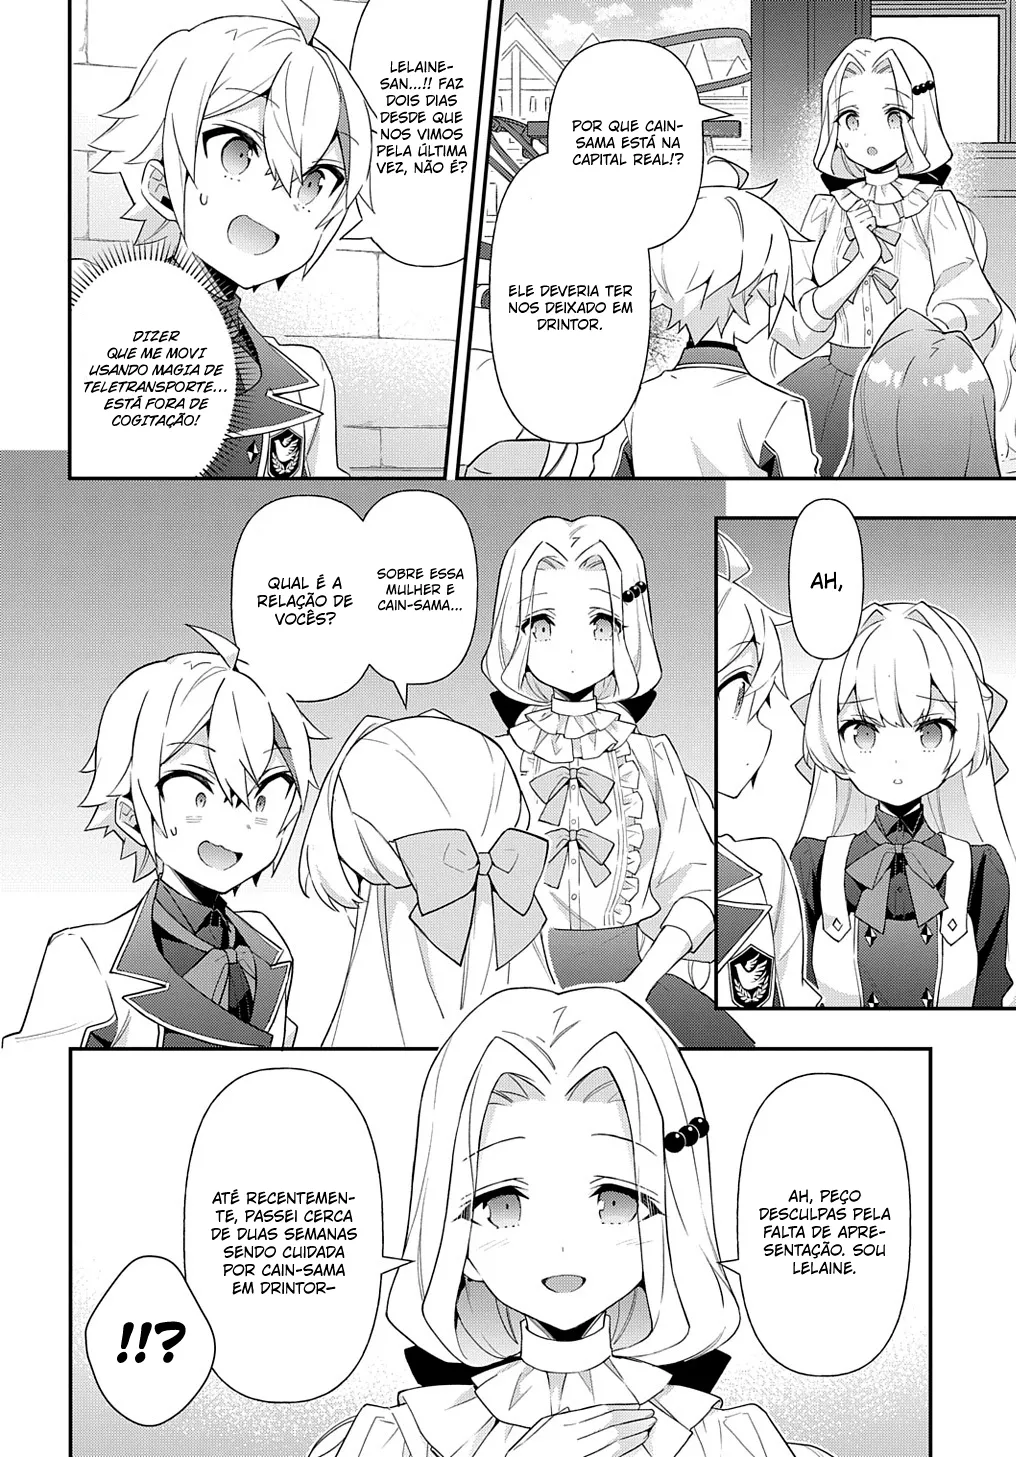 POR QUE CAIN-
SAMA ESTÁ NA
CAPITAL REAL!?
ELE DEVERIA TER
NOS DEIXADO EM
DRINTOR.
LELAINE-
SAN...!! FAZ
DOIS DIAS
DESDE QUE
NOS VIMOS
PELA ÚLTIMA
VEZ, NÃO É?
DIZER
QUE ME MOVI
USANDO MAGIA DE
TELETRANSPORTE...
ESTÁ FORA DE
COGITAÇÃO!
AH,
SOBRE ESSA
MULHER E
CAIN-SAMA...
QUAL É A
RELAÇÃO DE
VOCÊS?
AH, PEÇO
DESCULPAS PELA
FALTA DE APRE-
SENTAÇÃO. SOU
LELAINE.
ATÉ RECENTEMEN-
TE, PASSEI CERCA
DE DUAS SEMANAS
SENDO CUIDADA
POR CAIN-SAMA
EM DRINTOR-
!!?